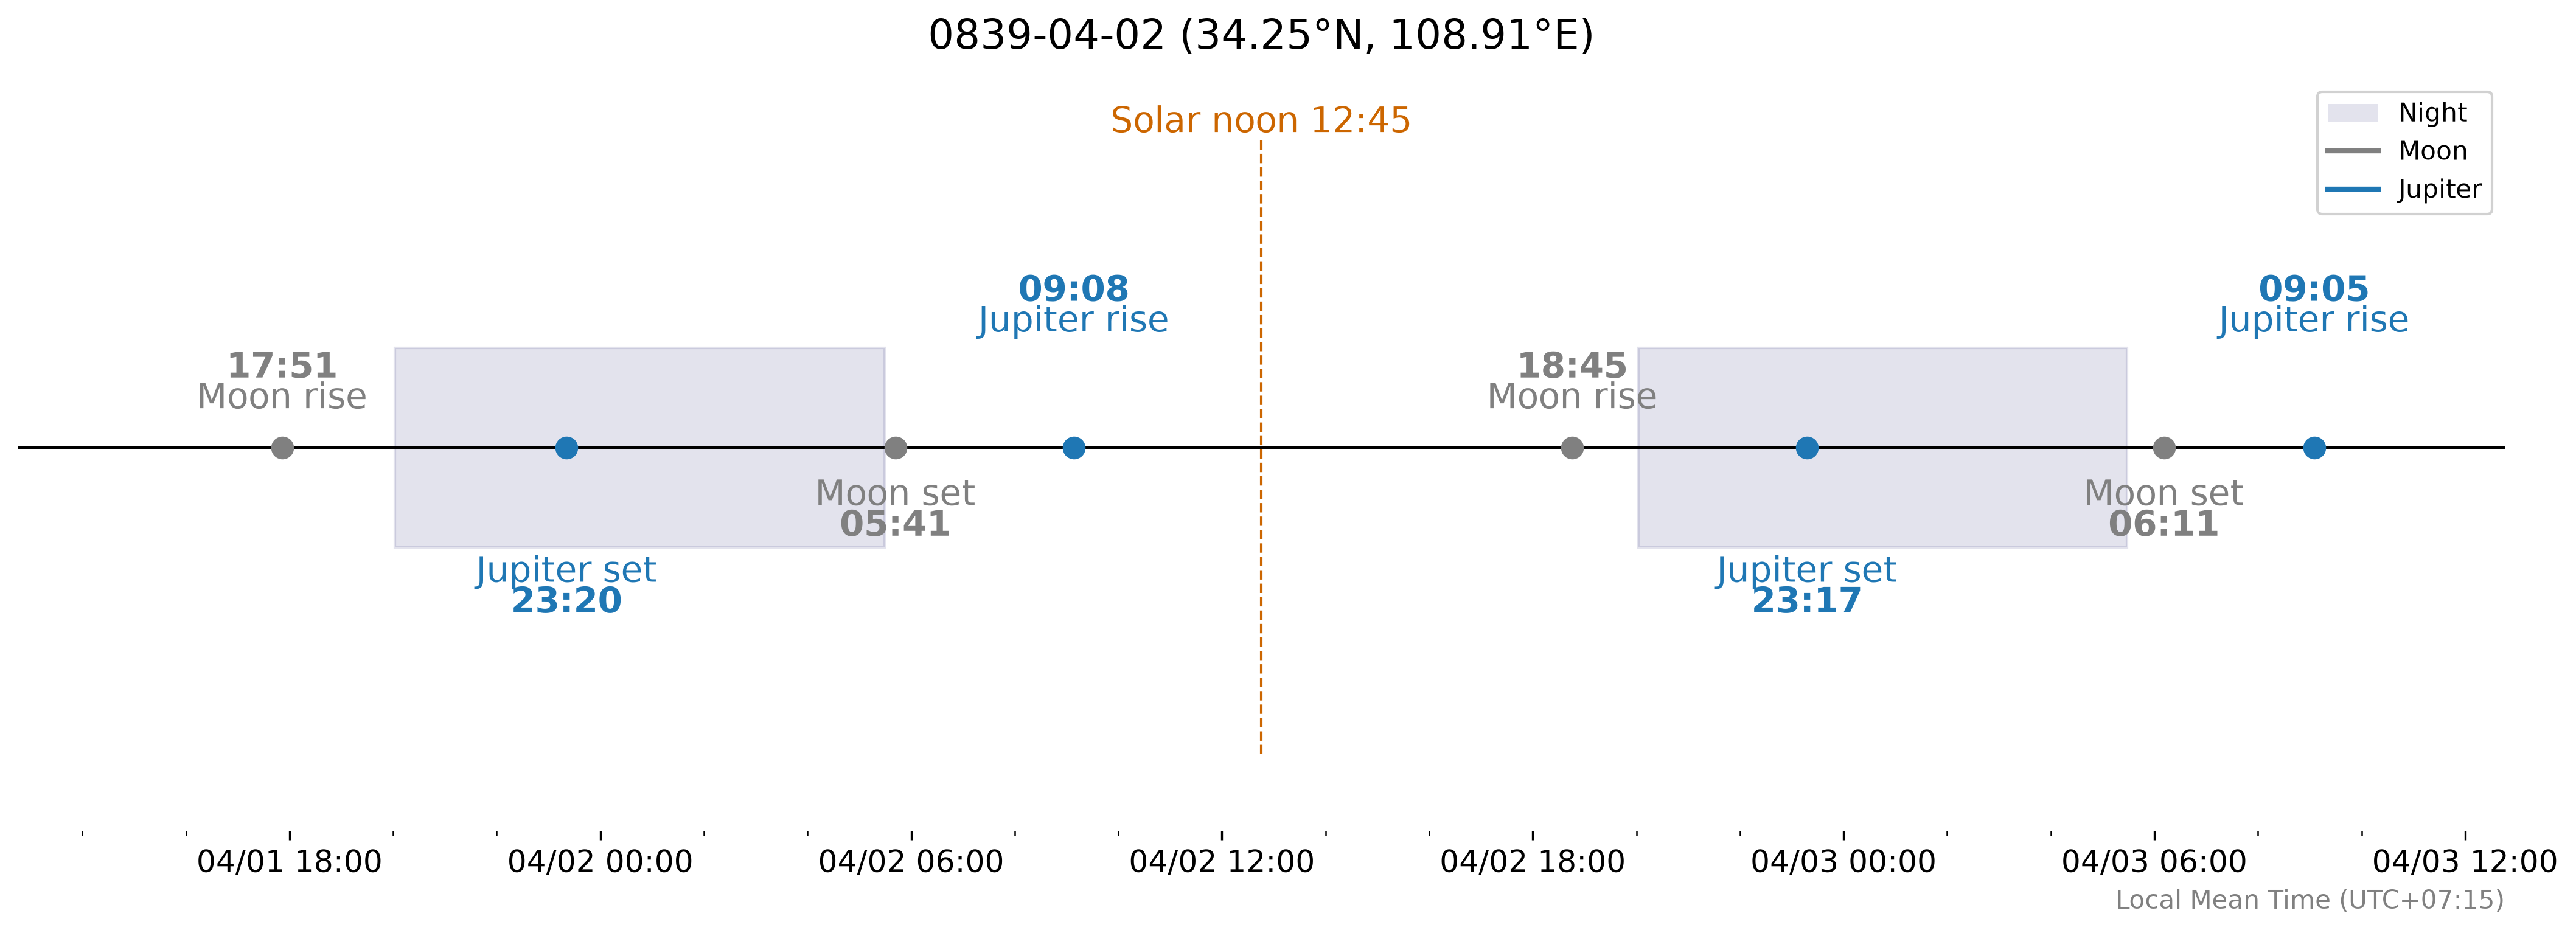 0839-04-02 (34.25°N, 108.91°E)
Solar noon 12:45
Night
Moon
Jupiter
09:08
Jupiter rise
09:05
Jupiter rise
17:51
Moon rise
18:45
Moon rise
Moon set
05:41
Moon set
06:11
Jupiter set
23:20
Jupiter set
23:17
04/01 18:00
04/02 00:00
04/02 06:00
04/02 12:00
04/02 18:00
04/03 00:00
04/03 06:00
04/03 12:00
Local Mean Time (UTC+07:15)